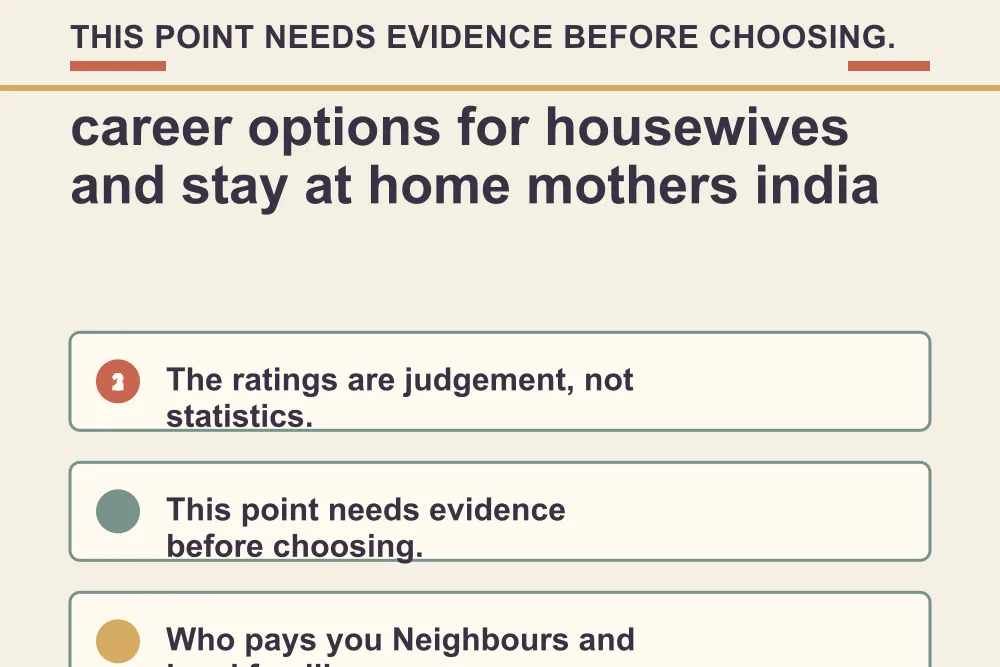 THIS POINT NEEDS EVIDENCE BEFORE CHOOSING.
career options for housewives
and stay at home mothers india
The ratings are judgement, not
statistics.
This point needs evidence
before choosing.
Who pays you Neighbours and